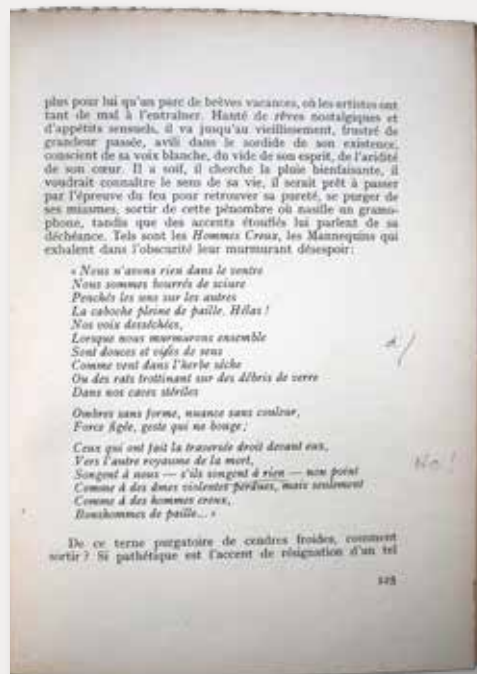 plus pour lui qu'un parc de brèves vacances, où les artistes ont
tant de mal à l'entraîner. Hanté de rêves nostalgiques et
d'appétits sensuels, il va jusqu'au vieillissement, frustré de
grandeur passée, avili dans le sordide de son existence,
conscient de sa voix blanche, du vide de son esprit, de l'aridité
de son cœur. Il a soif, il cherche la pluie bienfaisante, il
voudrait connaître le sens de sa vie, il serait prêt à passer
par l'épreuve du feu pour retrouver sa pureté, se purger de
ses miasmes, sortir de cette pénombre où nasille un gramo-
phone, tandis que des accents étouffés lui parlent de sa
déchéance. Tels sont les Hommes Creux, les Mannequins qui
exhalent dans l'obscurité leur murmurant désespoir :
« Nous n'avons rien dans le ventre
Nous sommes bourrés de sciure
Penchés les uns sur les autres
La caboche pleine de paille. Hélas !
Nos voix desséchées,
Lorsque nous murmurons ensemble
Sont douces et vides de sens
Comme vent dans l'herbe sèche
Ou des rats trottinant sur des débris de verre
Dans nos caves stériles
Ombres sans forme, nuance sans couleur,
Force figée, geste qui ne bouge ;
Ceux qui ont fait la traversée droit devant eux,
Vers l'autre royaume de la mort,
Songent à nous — s'ils songent à rien — non point
Comme à des âmes violentes perdues, mais seulement
Comme à des hommes creux,
Bonshommes de paille... »
No !
De ce terne purgatoire de cendres froides, comment
sortir ? Si pathétique est l'accent de résignation d'un tel